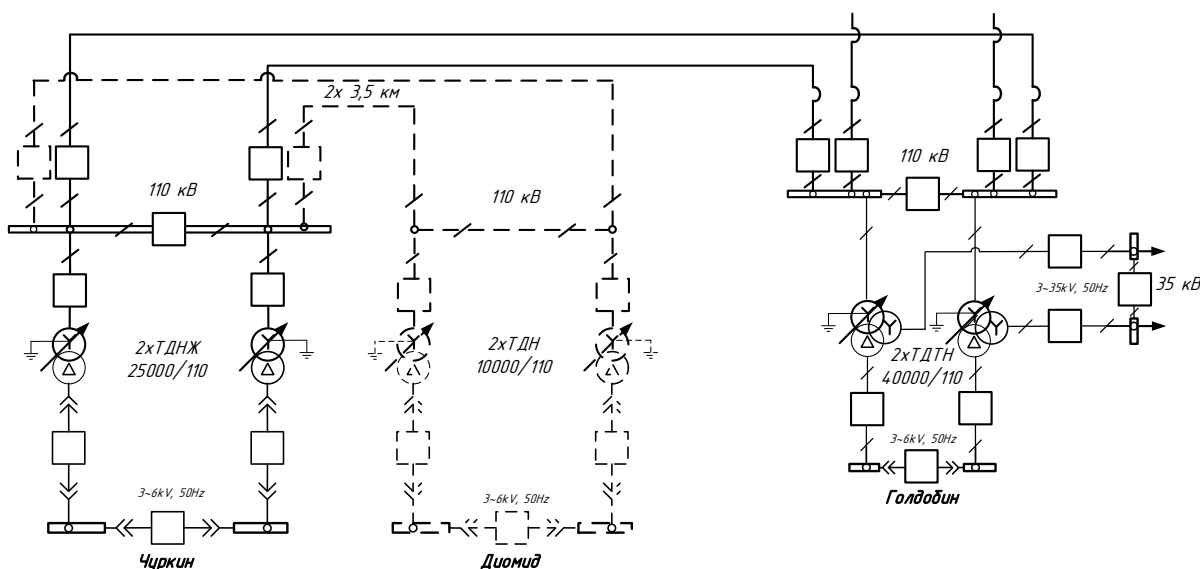 2х 3,5 км
110 кВ
110 кВ
110 кВ
3~35kV, 50Hz
35 кВ
2хТДНЖ
25000/110
2хТДН
10000/110
2хТДТН
40000/110
3~6kV, 50Hz
3~6kV, 50Hz
3~6kV, 50Hz
Голдобин
Чуркин
Диомид